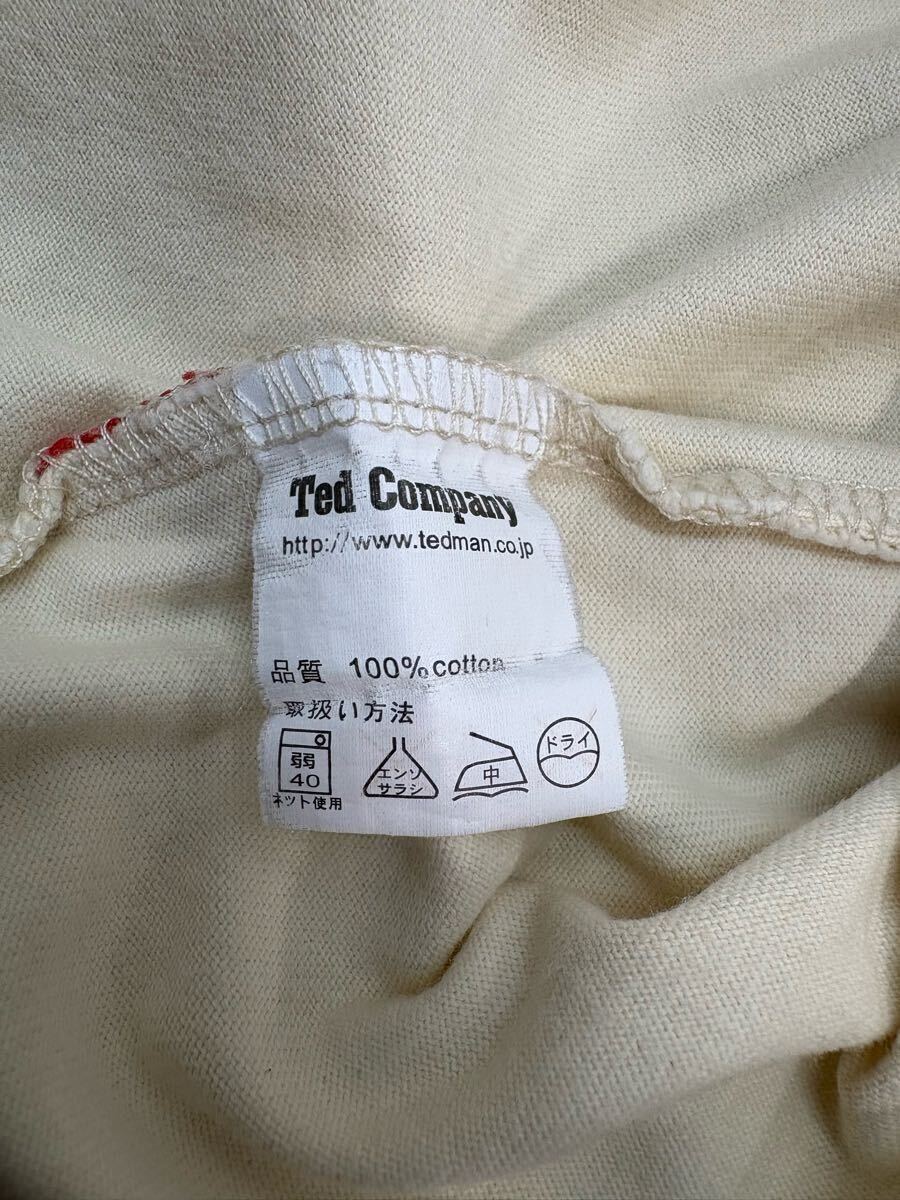 Ted Company
http://www.tedman.co.jp
品質 100% cotton
取扱い方法
弱
40
ネット使用
エンソ
サラシ
中
ドライ